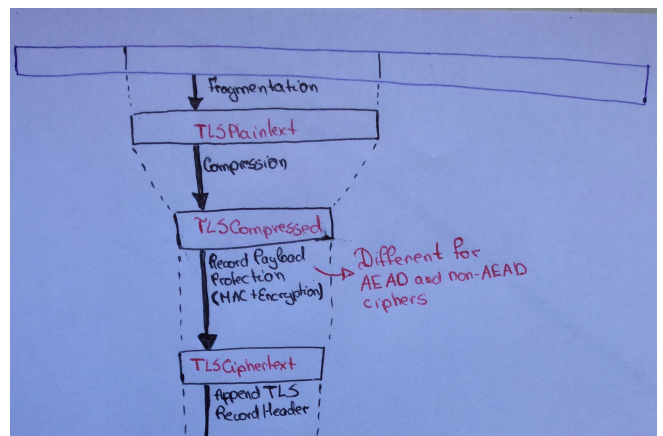 Fragmentation
TLSPlaintext
Compression
TLSCompressed
Record Payload
Protection
(MAC+Encryption)
Different for
AEAD and non-AEAD
ciphers
TLSCiphertext
Append TLS
Record Header